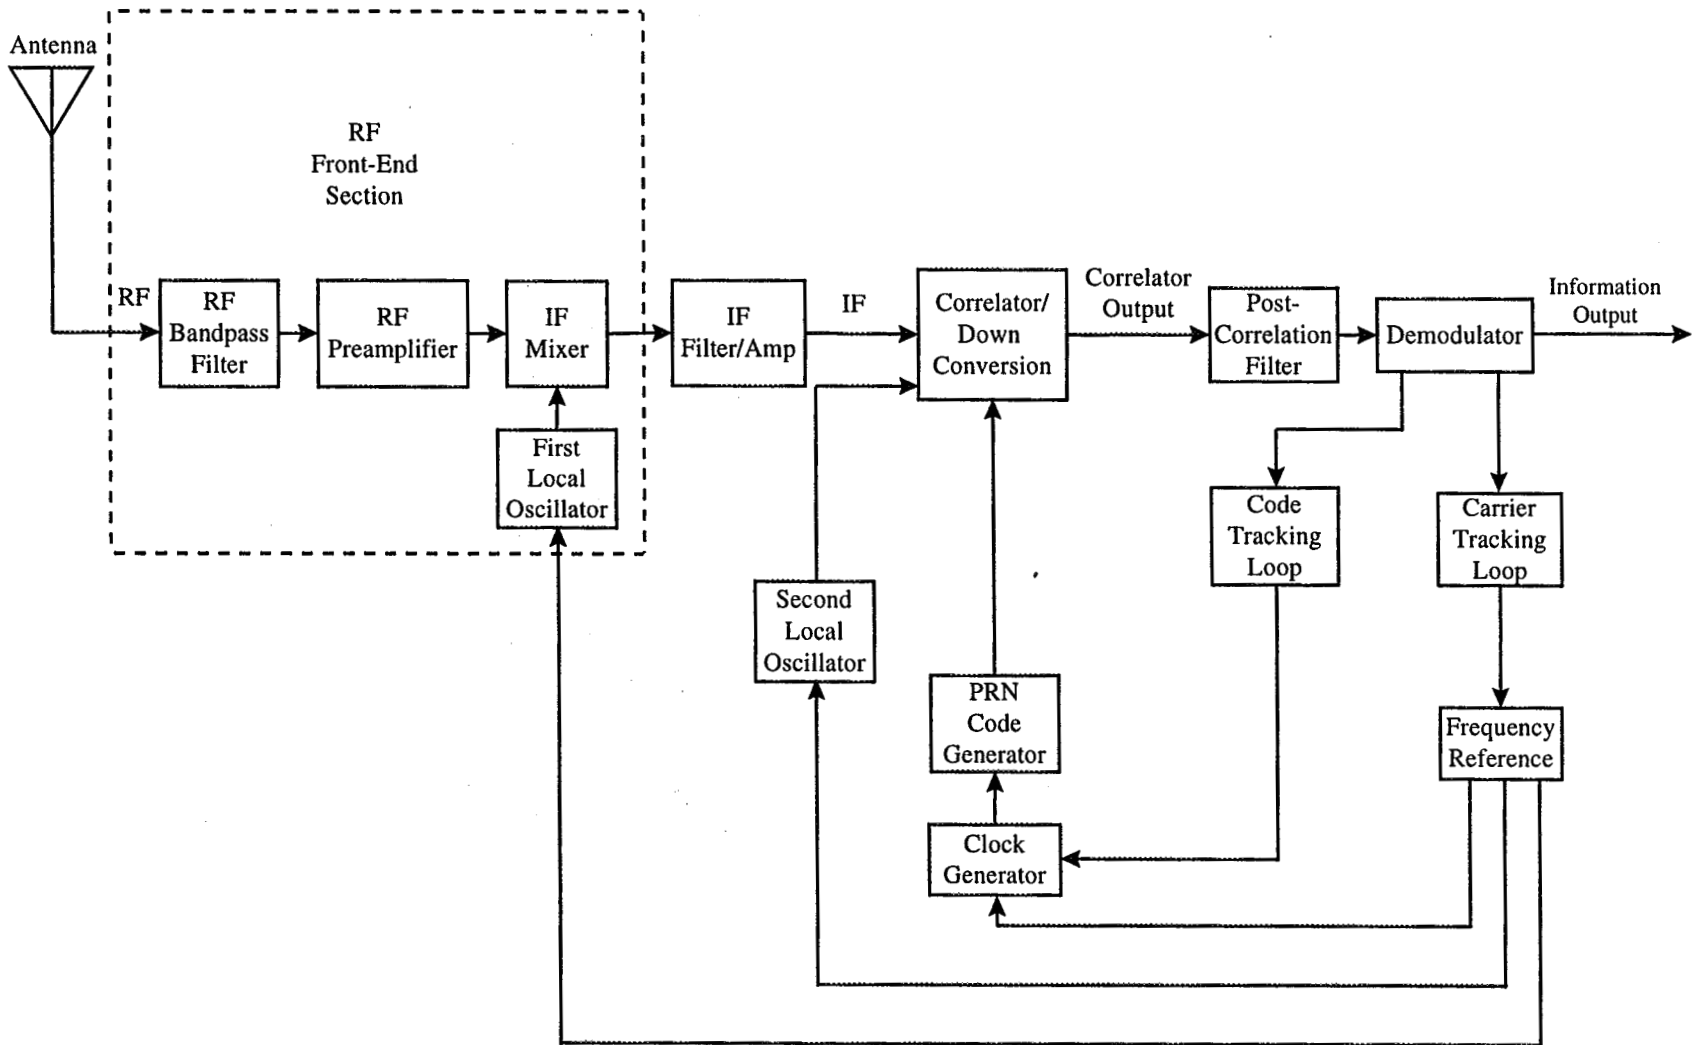 Antenna
RF
Front-End
Section
RF
RF
Bandpass
Filter
RF
Preamplifier
IF
Mixer
First
Local
Oscillator
IF
Filter/Amp
IF
Correlator/
Down
Conversion
Correlator
Output
Post-
Correlation
Filter
Demodulator
Information
Output
Code
Tracking
Loop
Carrier
Tracking
Loop
Second
Local
Oscillator
PRN
Code
Generator
Frequency
Reference
Clock
Generator